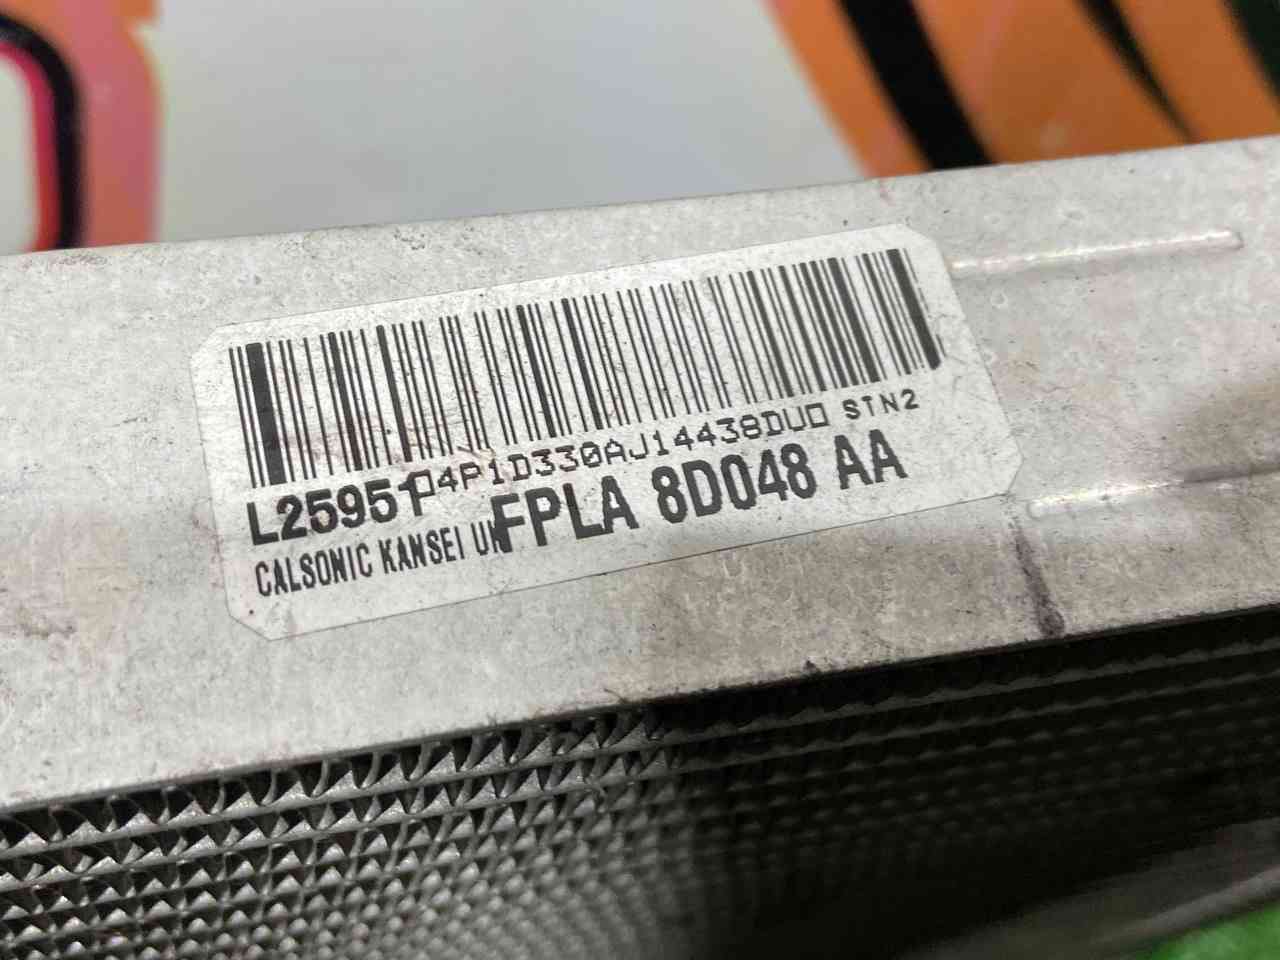 L25951 04P1D330AJ14438DU0 STN2
CALSONIC KANSEI UK FPLA 8D048 AA